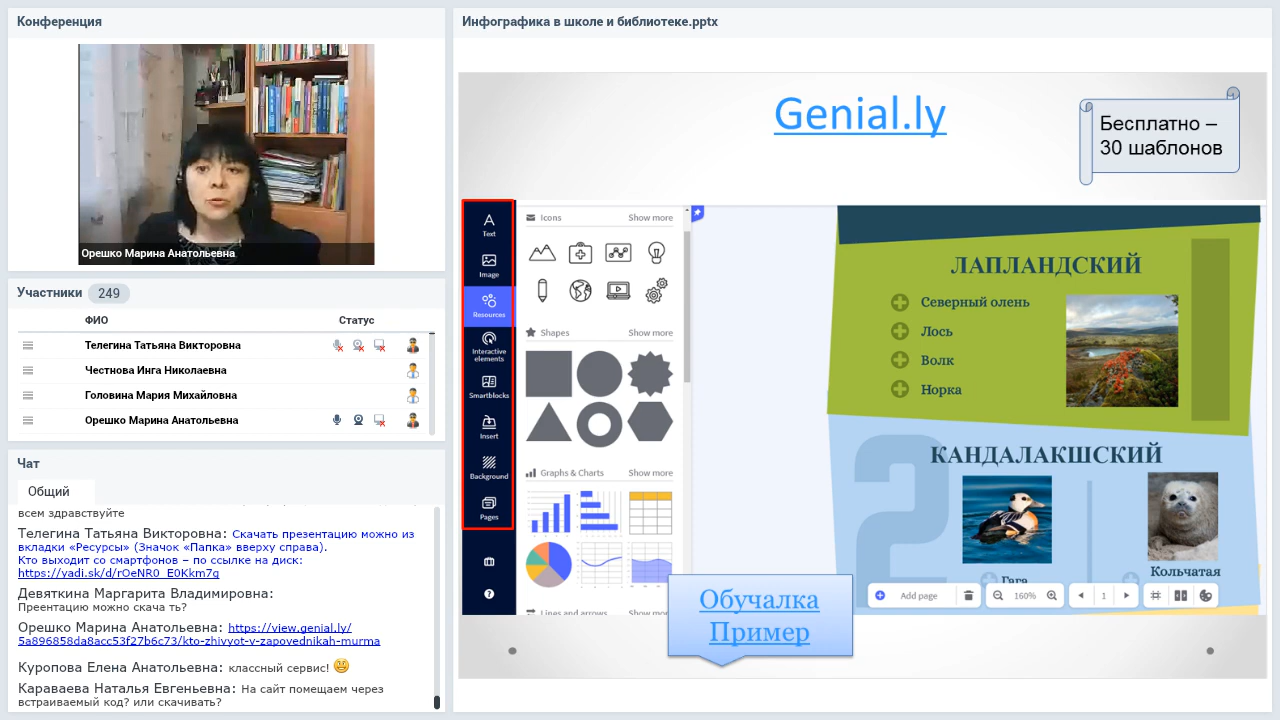 Конференция
Орешко Марина Анатольевна
Участники 249
ФИО Статус
Телегина Татьяна Викторовна
Честнова Инга Николаевна
Головина Мария Михайловна
Орешко Марина Анатольевна
Чат
Общий
всем здравствуйте
Телегина Татьяна Викторовна: Скачать презентацию можно из
вкладки «Ресурсы» (Значок «Папка» вверху справа).
Кто выходит со смартфонов – по ссылке на диск:
https://yadi.sk/d/rOeNR0_E0Kkm7g
Девяткина Маргарита Владимировна:
Преентацию можно скача ть?
Орешко Марина Анатольевна: https://view.genial.ly/
5a896858da8acc53f27b6c73/kto-zhivyot-v-zapovednikah-murma
Куропова Елена Анатольевна: классный сервис!
Караваева Наталья Евгеньевна: На сайт помещаем через
встраиваемый код? или скачивать?
Инфографика в школе и библиотеке.pptx
Genial.ly
Бесплатно –
30 шаблонов
Text
Image
Resources
Interactive
elements
Smartblocks
Insert
Background
Pages
Icons Show more
Shapes Show more
Graphs & Charts Show more
Lines and arrows Show more
ЛАПЛАНДСКИЙ
Северный олень
Лось
Волк
Норка
2
КАНДАЛАКШСКИЙ
Гага
Кольчатая
Add page 160% 1
Обучалка
Пример